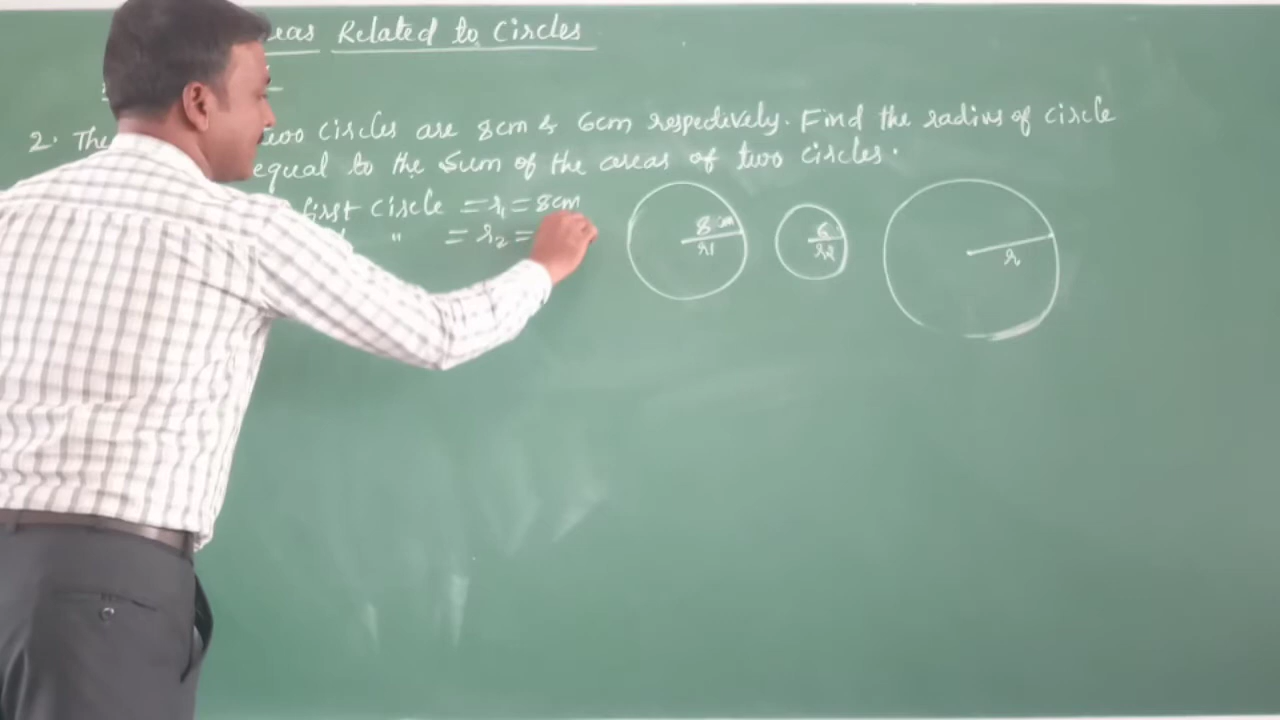 eas Related to Circles
2. The two circles are 8cm & 6cm respectively. Find the radius of circle
equal to the sum of the areas of two circles.
first circle = r₁ = 8cm
" = r₂ =
8cm
r1
6
r2
r